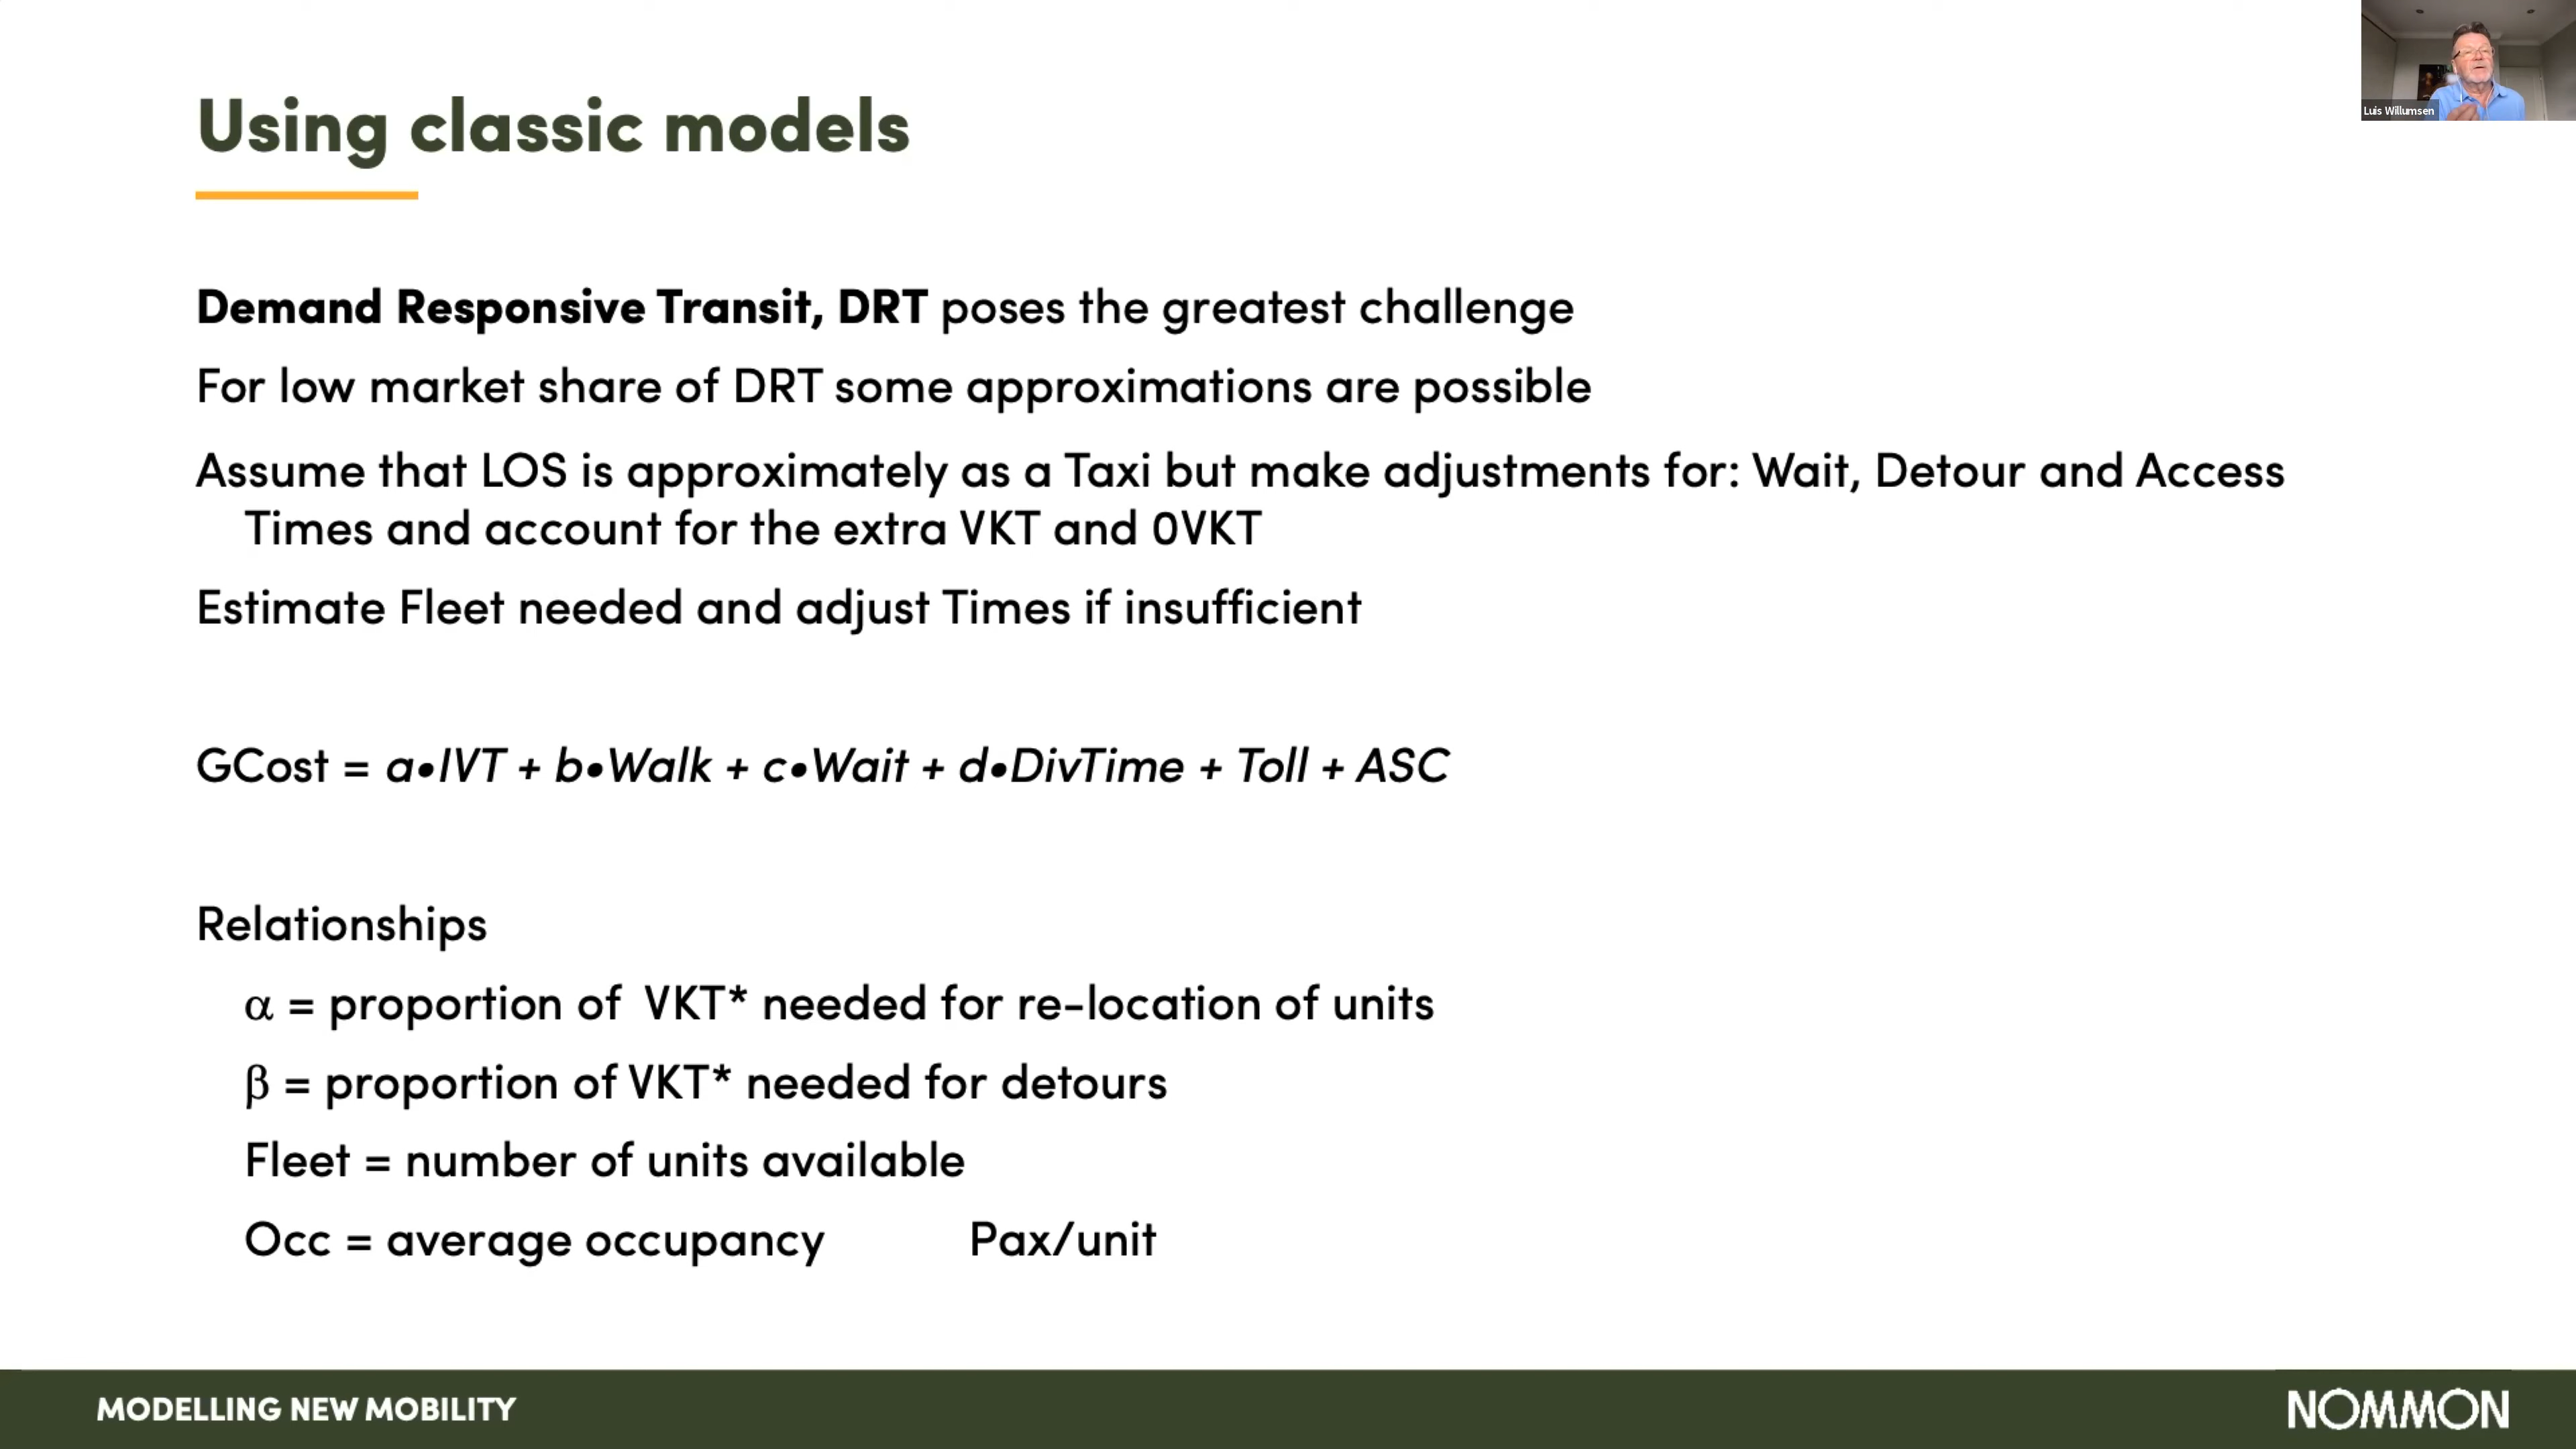 Using classic models
Luis Willumsen
Demand Responsive Transit, DRT poses the greatest challenge
For low market share of DRT some approximations are possible
Assume that LOS is approximately as a Taxi but make adjustments for: Wait, Detour and Access
Times and account for the extra VKT and 0VKT
Estimate Fleet needed and adjust Times if insufficient
GCost = a•IVT + b•Walk + c•Wait + d•DivTime + Toll + ASC
Relationships
α = proportion of VKT* needed for re-location of units
β = proportion of VKT* needed for detours
Fleet = number of units available
Occ = average occupancy Pax/unit
MODELLING NEW MOBILITY
NOMMON